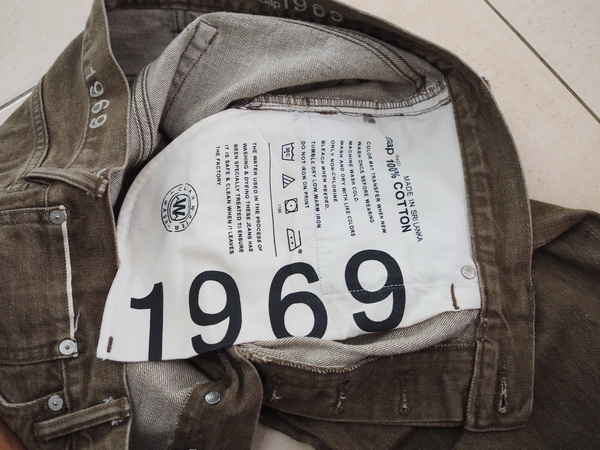 gap 1969
1969
MADE IN SRI LANKA
gap 100% COTTON
COLOR MAY TRANSFER WHEN NEW
WASH ONCE BEFORE WEARING.
MACHINE WASH COLD.
WASH AND DRY WITH LIKE COLORS
ONLY NON-CHLORINE
BLEACH WHEN NEEDED.
TUMBLE DRY LOW, WARM IRON.
DO NOT IRON ON PRINT
THE WATER USED IN THE PROCESS OF
WASHING & DYEING THESE JEANS HAS
BEEN SPECIALLY TREATED TO ENSURE
IT IS SAFE & CLEAN WHEN IT LEAVES
THE FACTORY.
1969